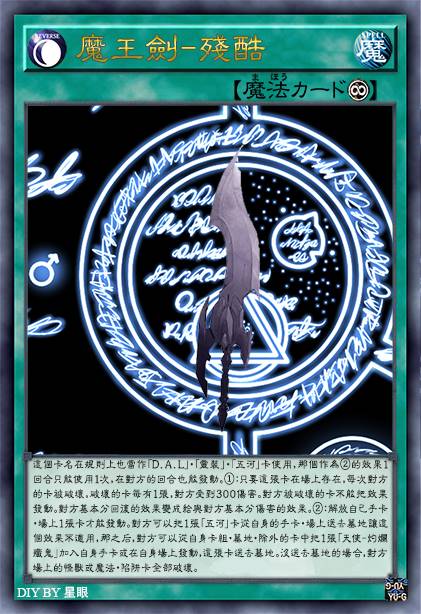 REVERSE
魔王劍-殘酷
SPELL
魔
まほう
【魔法カード∞】
這個卡名在規則上也當作「D.A.L」・「靈裝」・「五河」卡使用,那個作為②的效果1
回合只能使用1次,在對方的回合也能發動。①:只要這張卡在場上存在,每次對方
的卡被破壞,破壞的卡每有1張,對方受到300傷害,對方被破壞的卡不能把效果
發動,對方基本分回復的效果變成給與對方基本分傷害的效果。②:解放自己手卡
・場上1張卡才能發動。對方可以把1張「五河」卡從自身的手卡・場上送去墓地讓這
個效果不適用,那之後,對方可以從自身卡組・墓地・除外的卡中把1張「天使-灼爛
殲鬼」加入自身手卡或在自身場上發動,這張卡送去墓地。沒送去墓地的場合,對方
場上的怪獸或魔法・陷阱卡全部破壞。
DIY BY 星眼
YU-G
YU-G